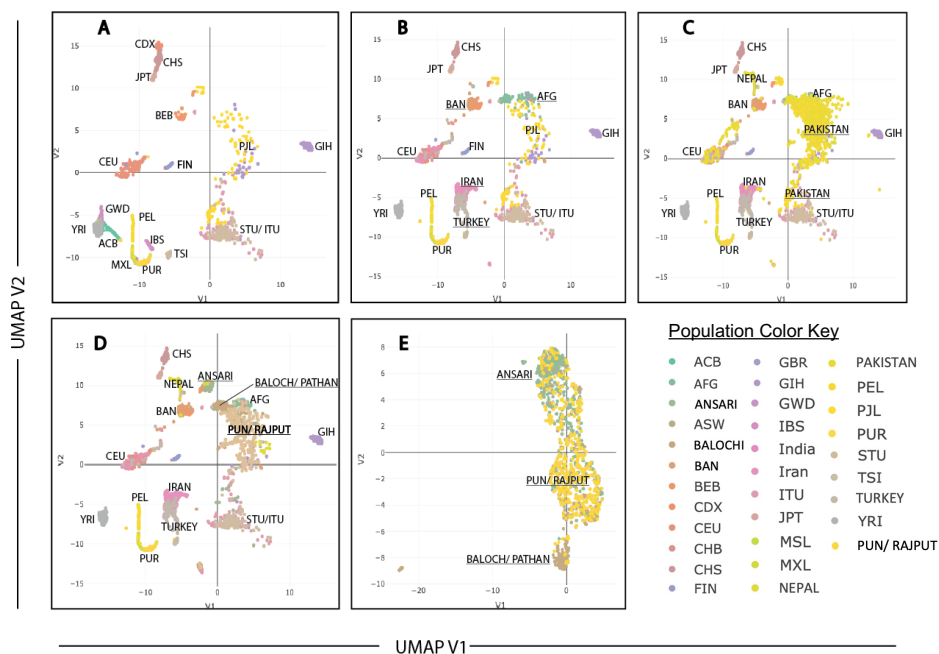 A
CDX
CHS
JPT
BEB
PJL
GIH
CEU
FIN
GWD
PEL
YRI
IBS
STU/ ITU
ACB
TSI
MXL
PUR
15
10
5
0
−5
−10
−10
0
10
V1
V2
B
CHS
JPT
AFG
BAN
PJL
FIN
GIH
CEU
IRAN
PEL
YRI
TURKEY
STU/ITU
PUR
15
10
5
0
−5
−10
−15
−10
0
10
V1
V2
C
CHS
JPT
NEPAL
AFG
BAN
PAKISTAN
GIH
CEU
IRAN
PEL
PAKISTAN
YRI
TURKEY
STU/ITU
PUR
15
10
5
0
−5
−10
−15
−10
0
10
V1
V2
D
CHS
ANSARI
NEPAL
BALOCH/ PATHAN
AFG
BAN
PUN/ RAJPUT
GIH
CEU
IRAN
PEL
YRI
TURKEY
STU/ITU
PUR
15
10
5
0
−5
−10
−15
−10
0
10
V1
V2
E
ANSARI
PUN/ RAJPUT
BALOCH/ PATHAN
8
6
4
2
0
−2
−4
−6
−8
−10
−20
−10
0
V1
V2
Population Color Key
ACB
AFG
ANSARI
ASW
BALOCHI
BAN
BEB
CDX
CEU
CHB
CHS
FIN
GBR
GIH
GWD
IBS
India
Iran
ITU
JPT
MSL
MXL
NEPAL
PAKISTAN
PEL
PJL
PUR
STU
TSI
TURKEY
YRI
PUN/ RAJPUT
UMAP V2
UMAP V1